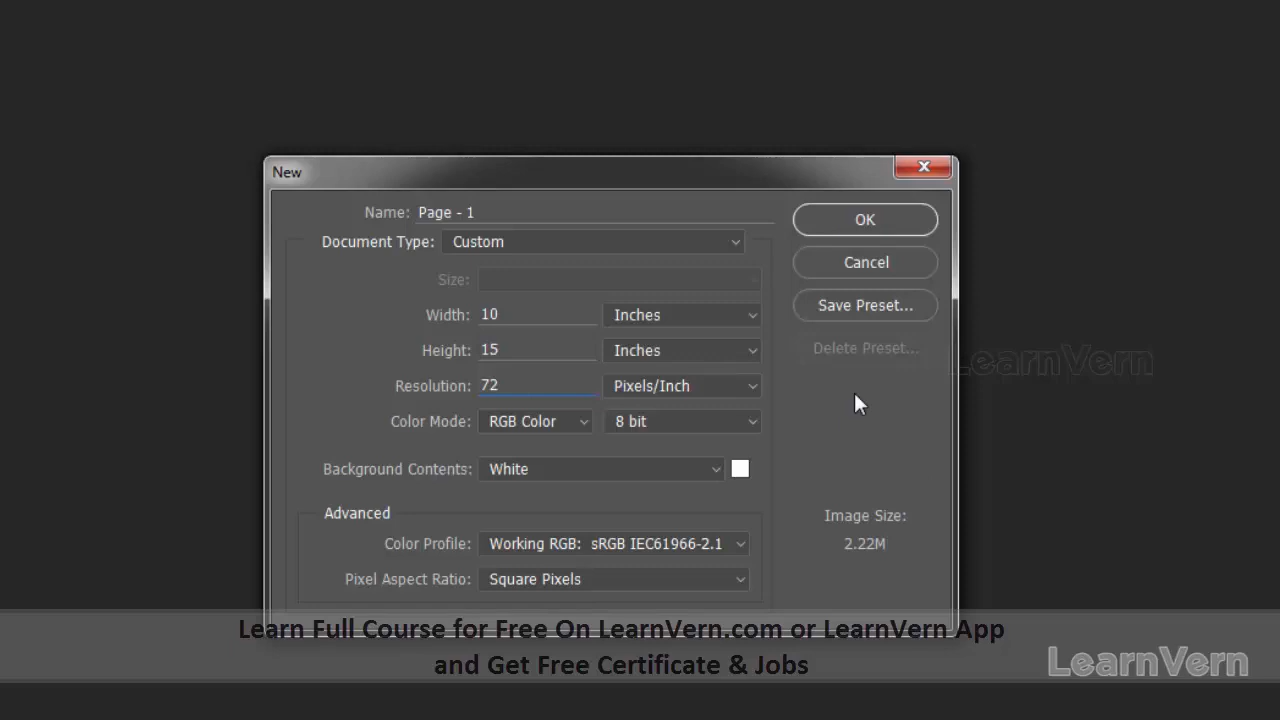 New
Name: Page - 1
OK
Document Type: Custom
Cancel
Size:
Save Preset...
Width: 10 Inches
Height: 15 Inches
Delete Preset...
LearnVern
Resolution: 72 Pixels/Inch
Color Mode: RGB Color 8 bit
Background Contents: White
Advanced
Image Size:
2.22M
Color Profile: Working RGB: sRGB IEC61966-2.1
Pixel Aspect Ratio: Square Pixels
Learn Full Course for Free On LearnVern.com or LearnVern App
and Get Free Certificate & Jobs
LearnVern